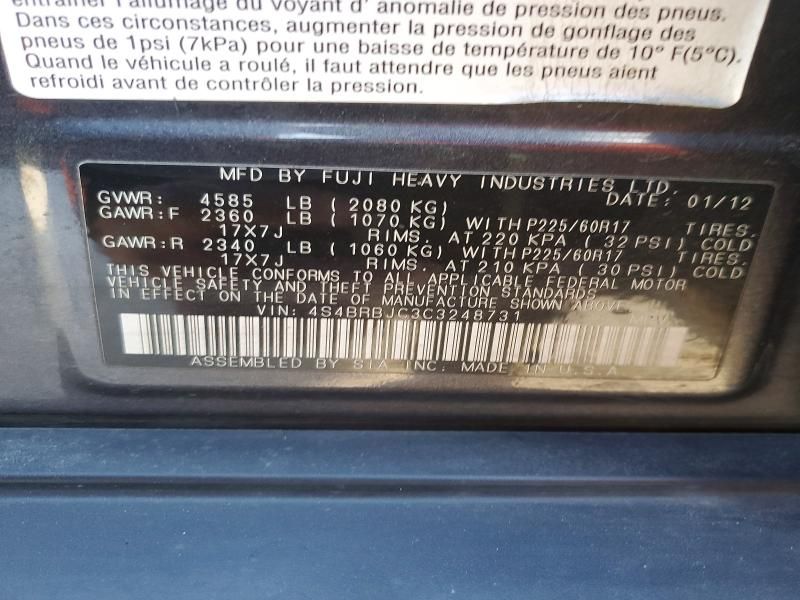 entraîner l'allumage du voyant d' anomalie de pression des pneus.
Dans ces circonstances, augmenter la pression de gonflage des
pneus de 1psi (7kPa) pour une baisse de température de 10° F(5°C).
Quand le véhicule a roulé, il faut attendre que les pneus aient
refroidi avant de contrôler la pression.
MFD BY FUJI HEAVY INDUSTRIES LTD.
GVWR: 4585 LB (2080 KG) DATE: 01/12
GAWR:F 2360 LB (1070 KG) WITH P225/60R17 TIRES.
17X7J RIMS. AT 220 KPA (32 PSI) COLD
GAWR:R 2340 LB (1060 KG) WITH P225/60R17 TIRES.
17X7J RIMS. AT 210 KPA (30 PSI) COLD
THIS VEHICLE CONFORMS TO ALL APPLICABLE FEDERAL MOTOR
VEHICLE SAFETY AND THEFT PREVENTION STANDARDS
IN EFFECT ON THE DATE OF MANUFACTURE SHOWN ABOVE.
VIN: 4S4BRBJC3C3248731 MPV
ASSEMBLED BY SIA INC. MADE IN U.S.A